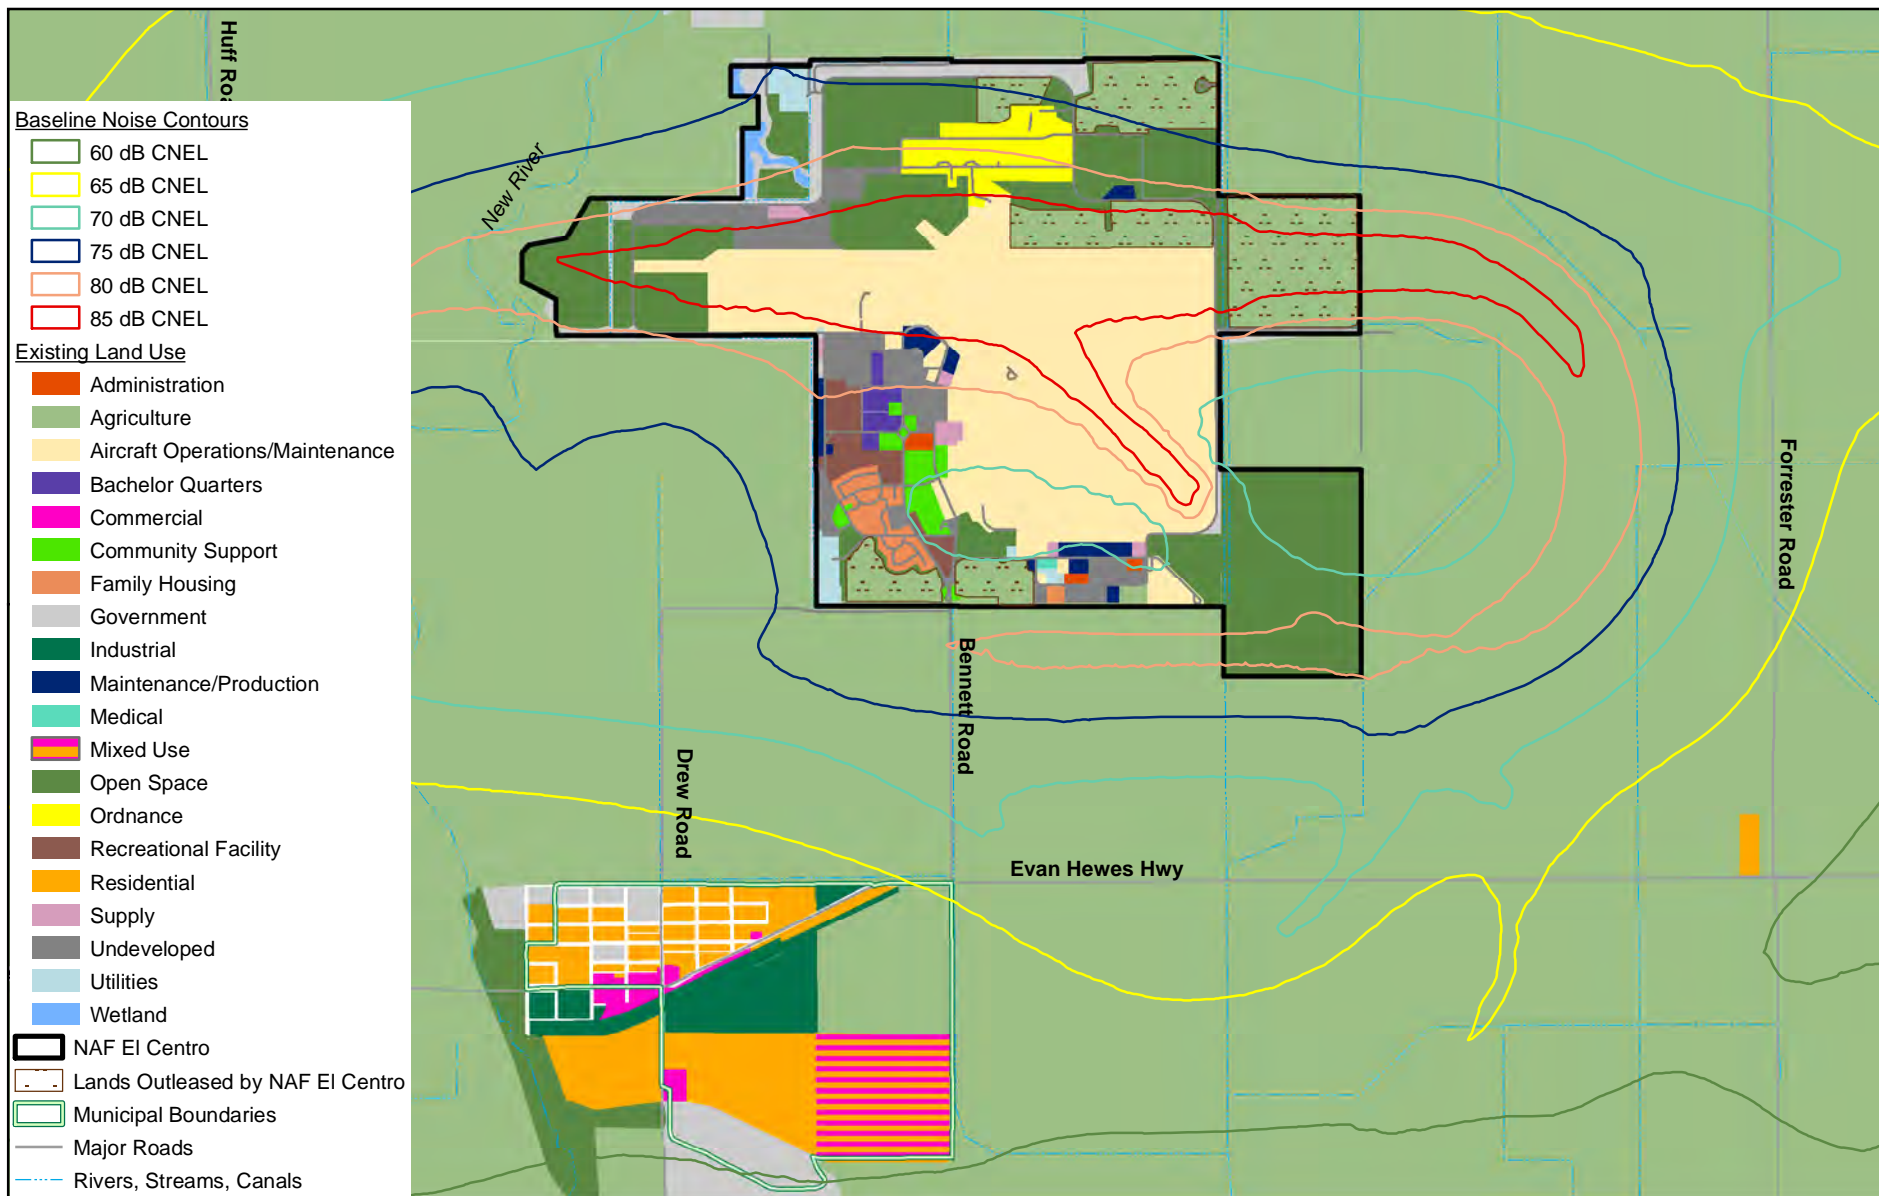 Huff Roa
Baseline Noise Contours
60 dB CNEL
65 dB CNEL
70 dB CNEL
75 dB CNEL
80 dB CNEL
85 dB CNEL
Existing Land Use
Administration
Agriculture
Aircraft Operations/Maintenance
Bachelor Quarters
Commercial
Community Support
Family Housing
Government
Industrial
Maintenance/Production
Medical
Mixed Use
Open Space
Ordnance
Recreational Facility
Residential
Supply
Undeveloped
Utilities
Wetland
NAF El Centro
Lands Outleased by NAF El Centro
Municipal Boundaries
Major Roads
Rivers, Streams, Canals
New River
Forrester Road
Bennett Road
Drew Road
Evan Hewes Hwy